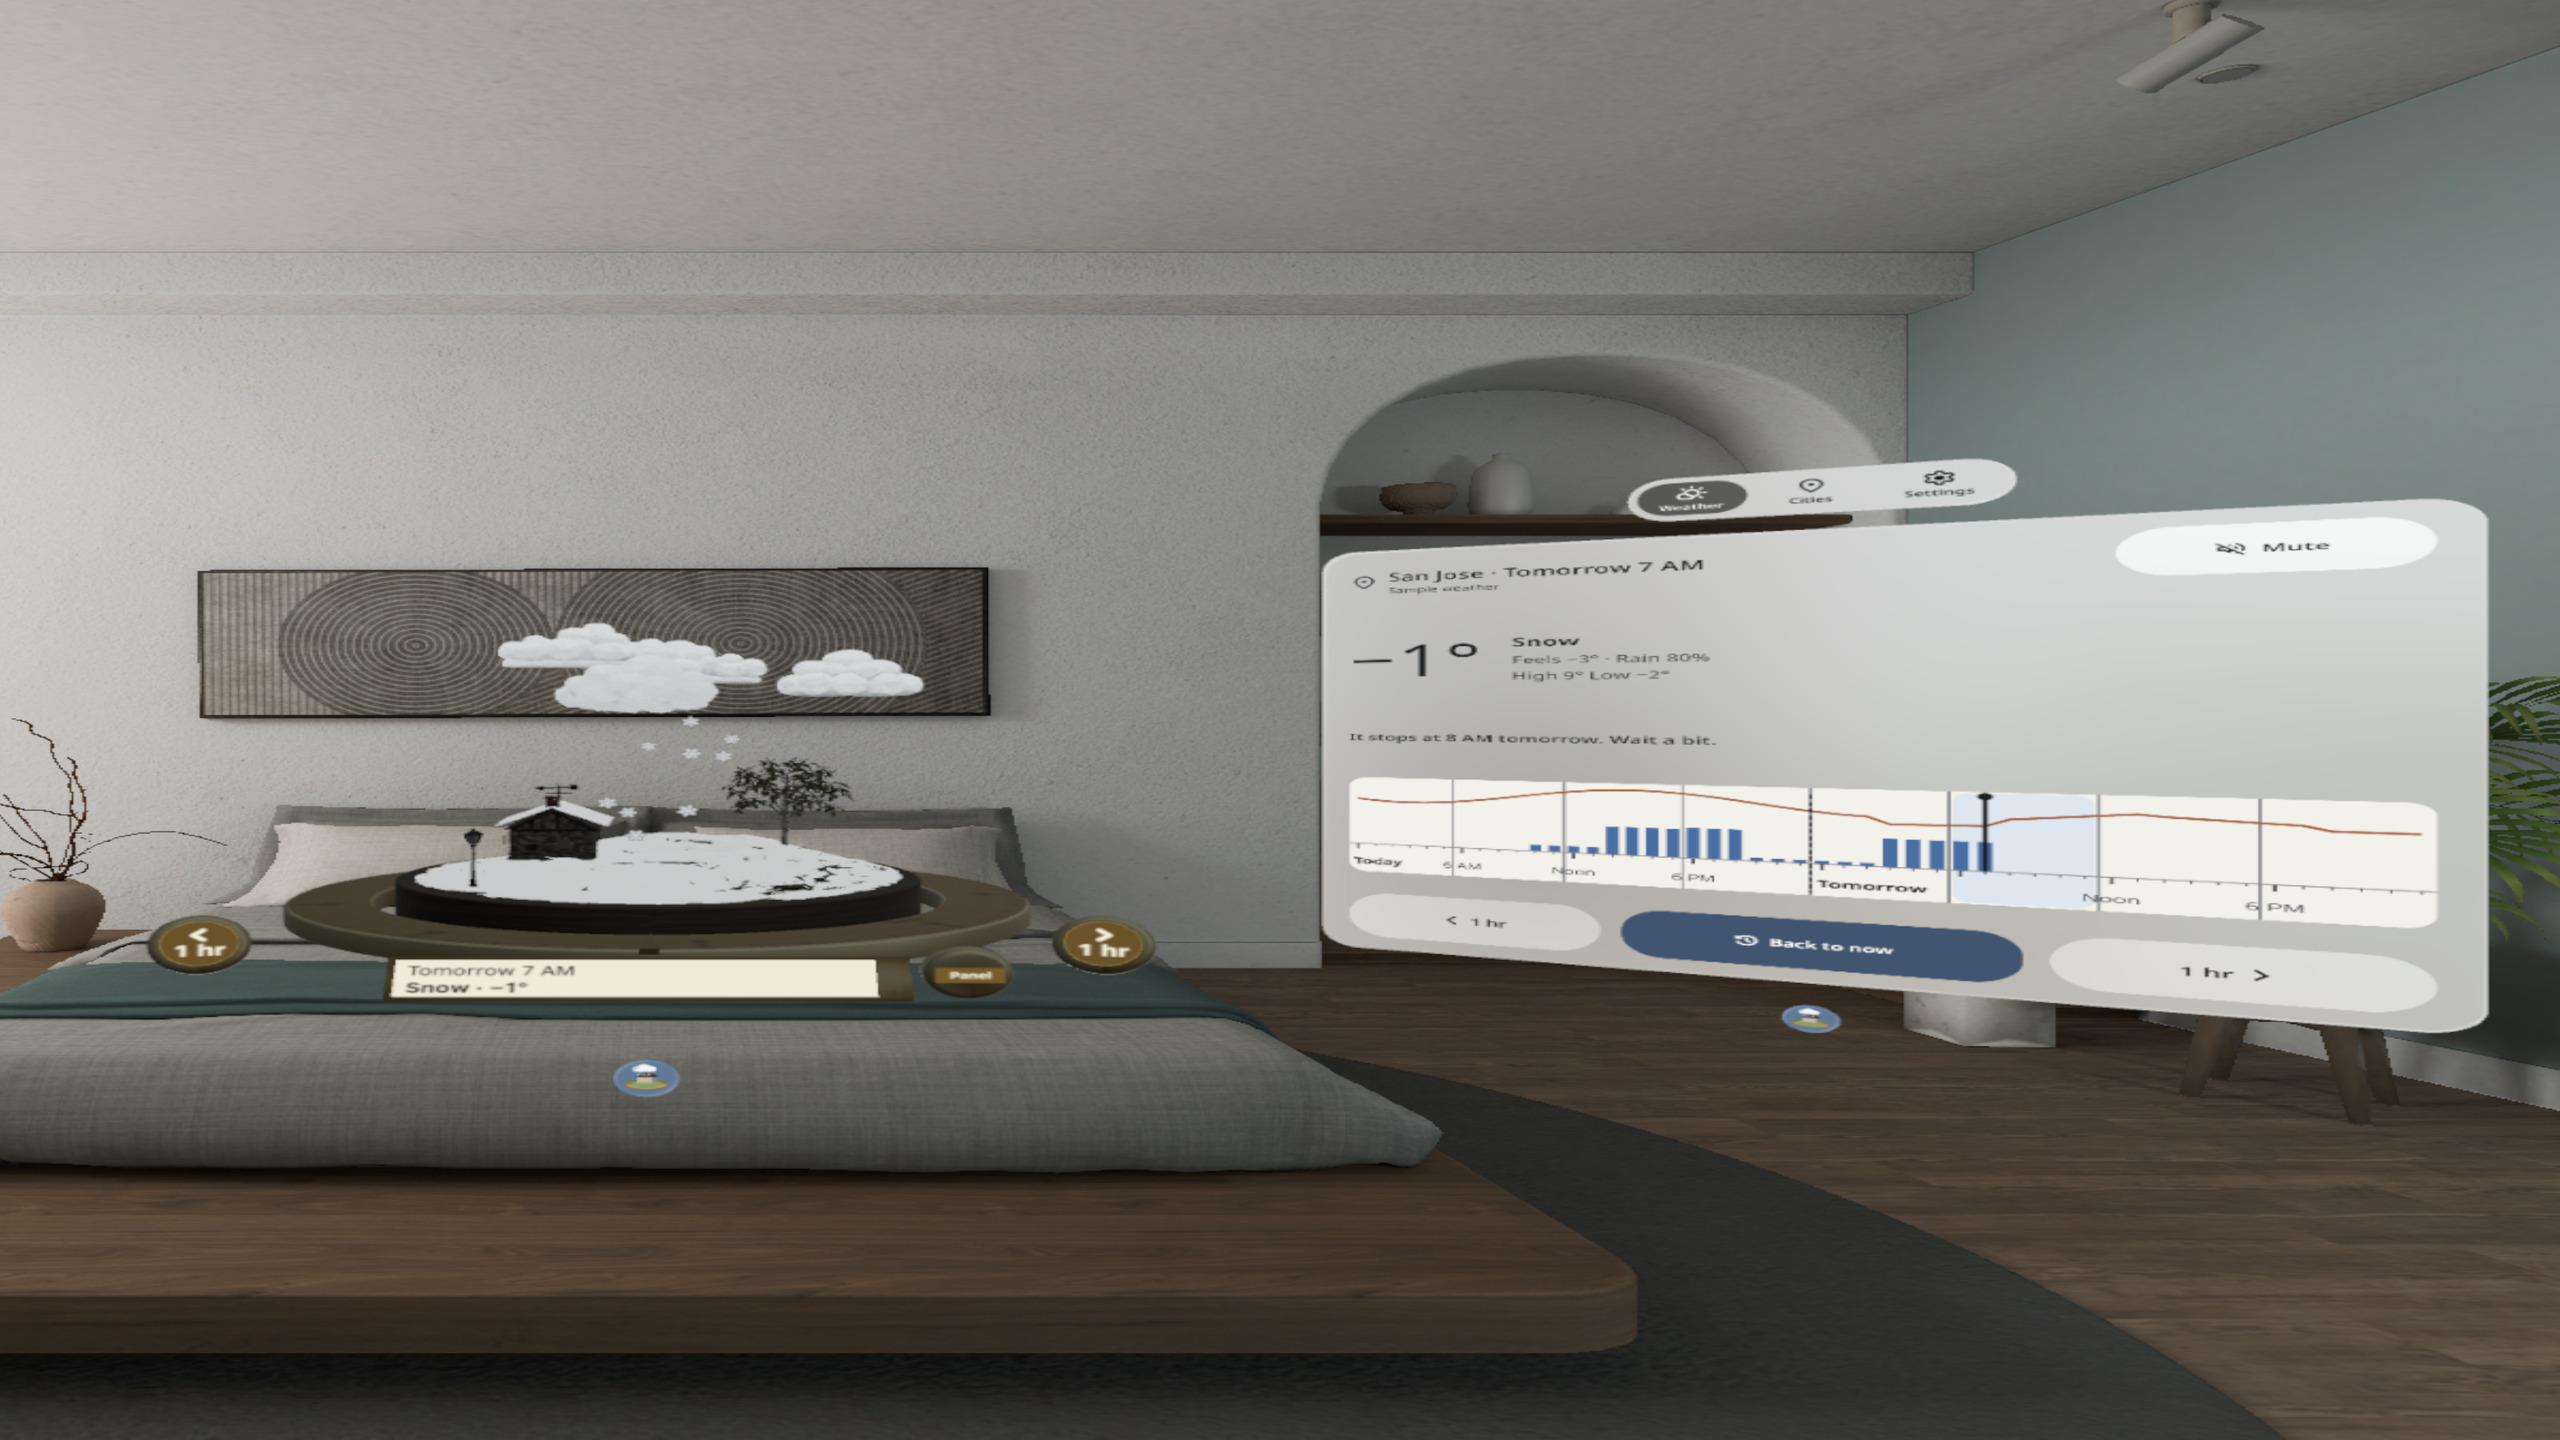 Weather
Cities
Settings
Mute
San Jose · Tomorrow 7 AM
Sample weather
−1°
Snow
Feels −3° · Rain 80%
High 9° Low −2°
It stops at 8 AM tomorrow. Wait a bit.
Today
6 AM
Noon
6 PM
Tomorrow
Noon
6 PM
< 1 hr
Back to now
1 hr >
< 1 hr
> 1 hr
Tomorrow 7 AM
Snow · −1°
Panel